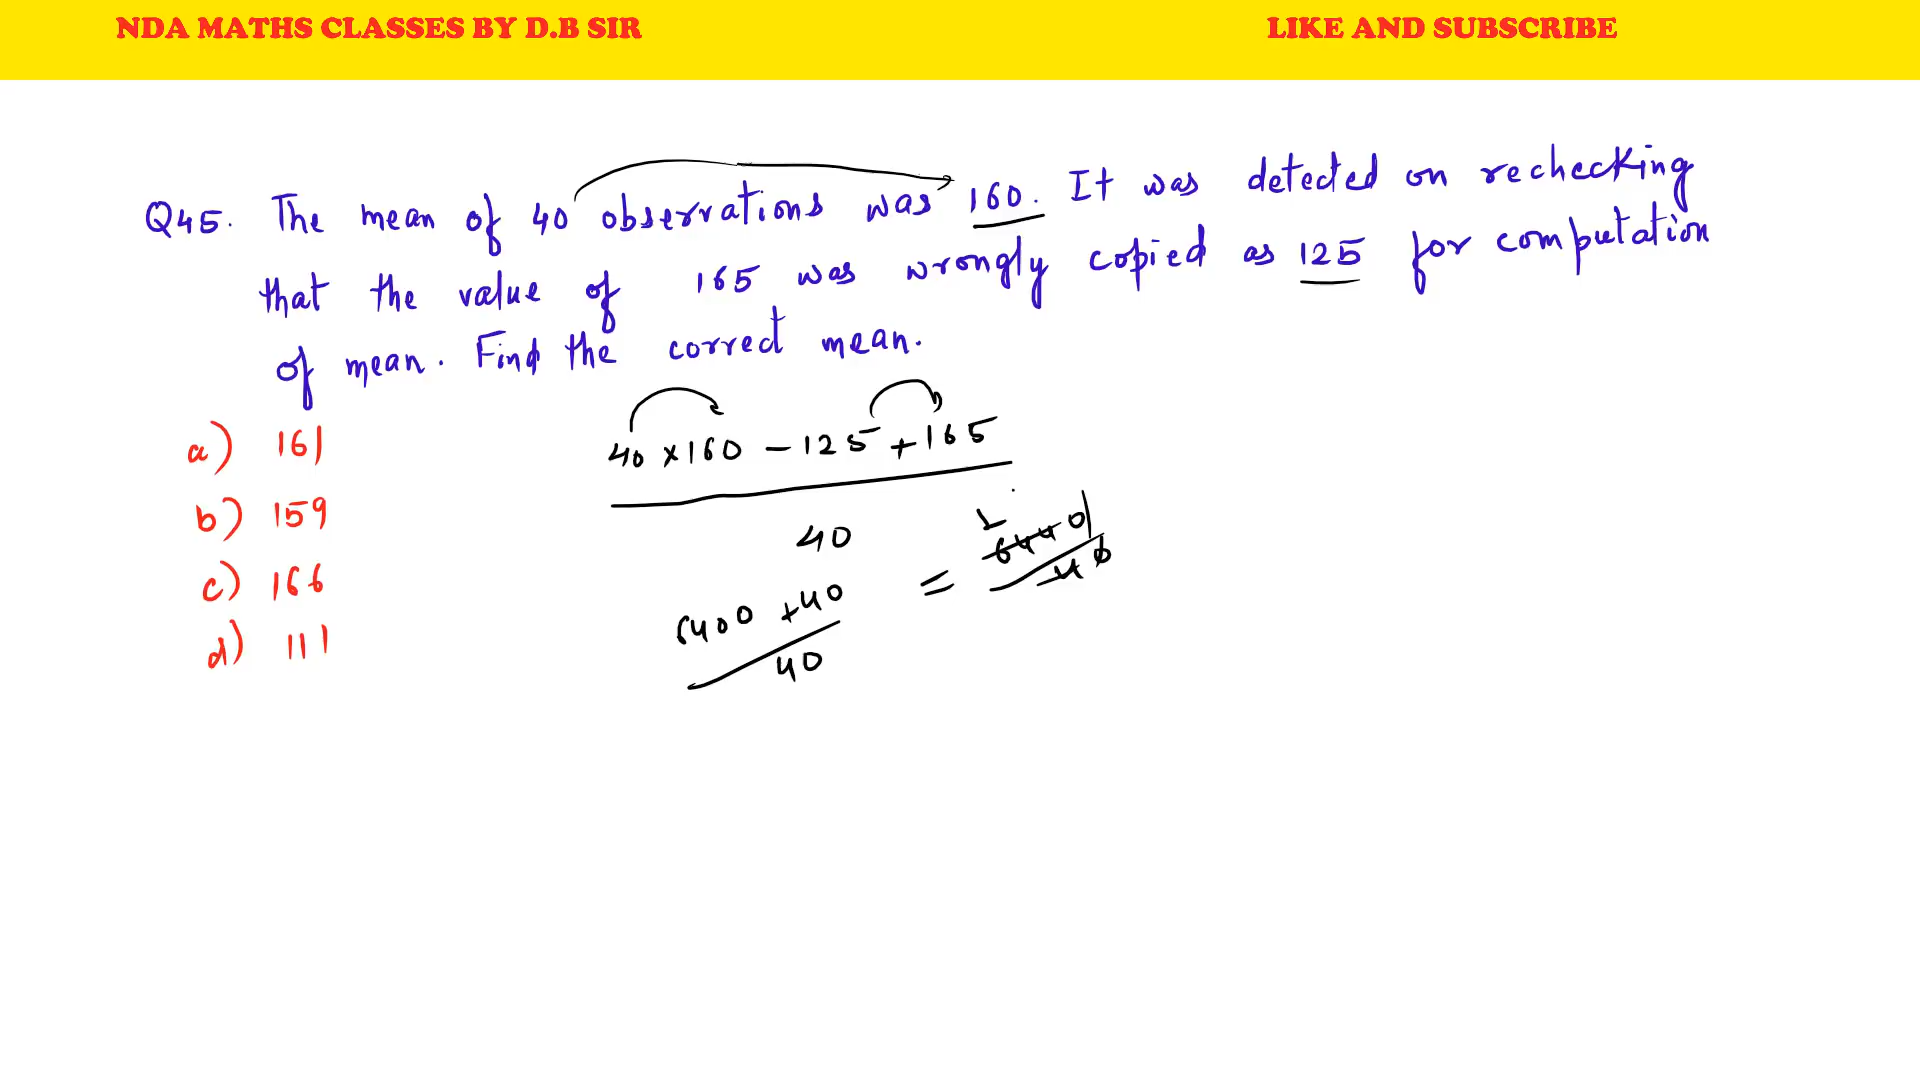 NDA MATHS CLASSES BY D.B SIR
LIKE AND SUBSCRIBE
Q45. The mean of 40 observations was 160. It was detected on rechecking
that the value of 165 was wrongly copied as 125 for computation
of mean. Find the correct mean.
a) 161
b) 159
c) 166
d) 111
40 × 160 - 125 + 165
40
6400 + 40
40
= 6440
40
1